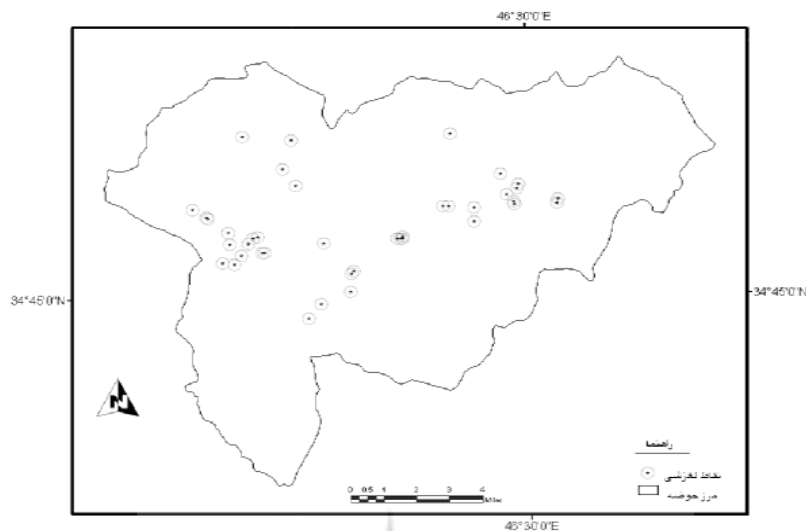 46°30'0"E
34°45'0"N
34°45'0"N
N
راهنما
نقاط لغزشی
مرز حوضه
0 0.5 1 2 3 4
Miles
46°30'0"E